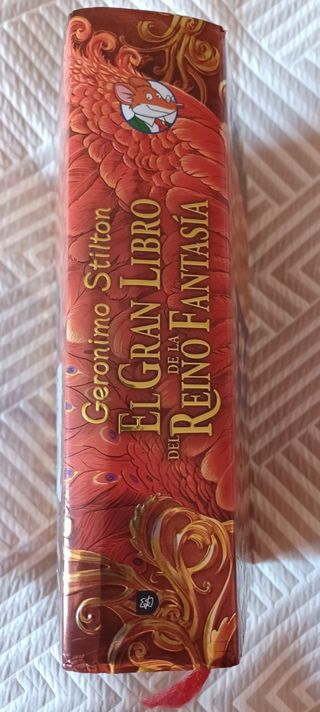 Geronimo Stilton
EL GRAN LIBRO
DEL REINO DE LA FANTASÍA